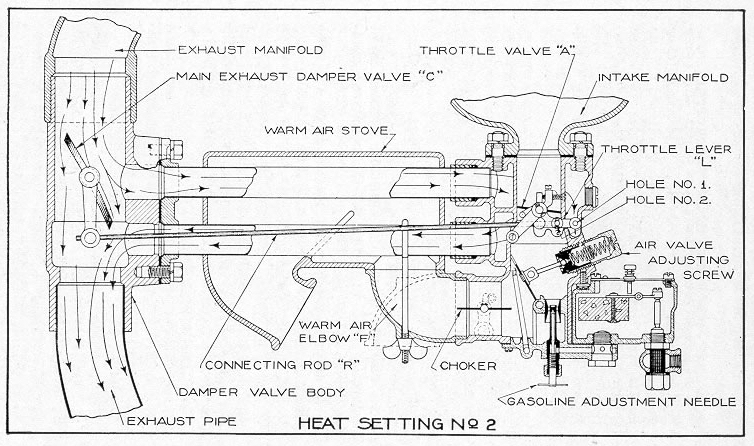 EXHAUST MANIFOLD
THROTTLE VALVE "A"
MAIN EXHAUST DAMPER VALVE "C"
INTAKE MANIFOLD
WARM AIR STOVE
THROTTLE LEVER
"L"
HOLE NO. 1.
HOLE NO. 2.
AIR VALVE
ADJUSTING
SCREW
WARM AIR
ELBOW "F"
CONNECTING ROD "R"
CHOKER
DAMPER VALVE BODY
GASOLINE ADJUSTMENT NEEDLE
EXHAUST PIPE
HEAT SETTING NO 2